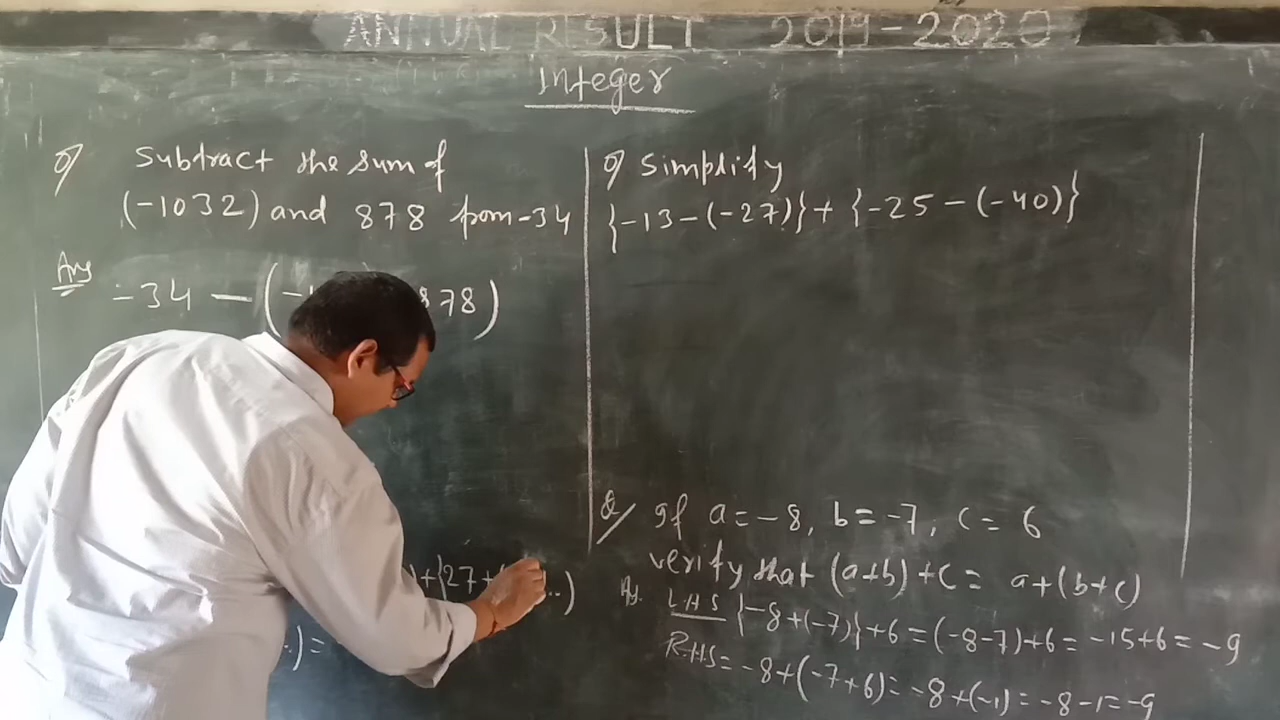 ANNUAL RESULT 2019-2020
Integer
Q/ Subtract the sum of
(-1032) and 878 from -34
Ans
-34 - (-1 878)
)+{27+( ..)
..)=
Q/ Simplify
{-13-(-27)}+{-25-(-40)}
Q/ If a=-8, b=-7, c=6
verify that (a+b)+c= a+(b+c)
LHS {-8+(-7)}+6=(-8-7)+6=-15+6=-9
RHS=-8+(-7+6)=-8+(-1)=-8-1=-9